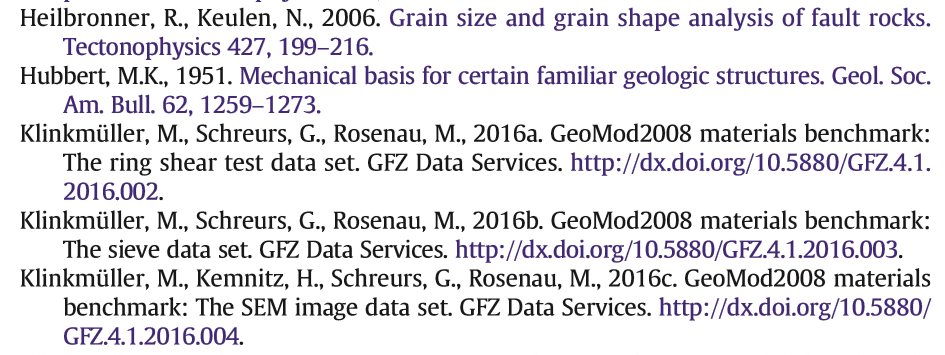 Heilbronner, R., Keulen, N., 2006. Grain size and grain shape analysis of fault rocks.
Tectonophysics 427, 199–216.
Hubbert, M.K., 1951. Mechanical basis for certain familiar geologic structures. Geol. Soc.
Am. Bull. 62, 1259–1273.
Klinkmüller, M., Schreurs, G., Rosenau, M., 2016a. GeoMod2008 materials benchmark:
The ring shear test data set. GFZ Data Services. http://dx.doi.org/10.5880/GFZ.4.1.
2016.002.
Klinkmüller, M., Schreurs, G., Rosenau, M., 2016b. GeoMod2008 materials benchmark:
The sieve data set. GFZ Data Services. http://dx.doi.org/10.5880/GFZ.4.1.2016.003.
Klinkmüller, M., Kemnitz, H., Schreurs, G., Rosenau, M., 2016c. GeoMod2008 materials
benchmark: The SEM image data set. GFZ Data Services. http://dx.doi.org/10.5880/
GFZ.4.1.2016.004.